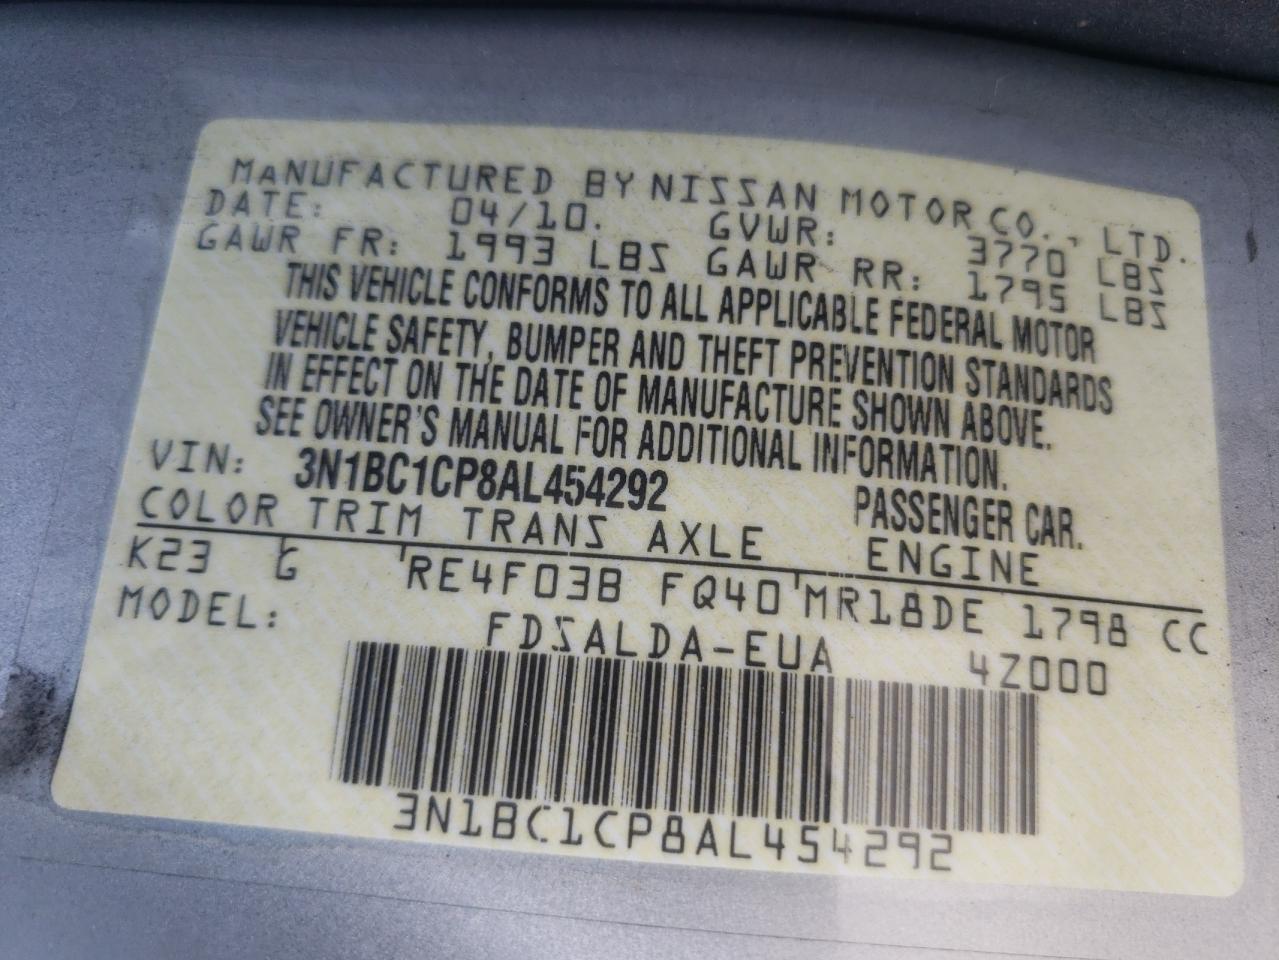 MANUFACTURED BY NISSAN MOTOR CO., LTD.
DATE: 04/10. GVWR: 3770 LBS
GAWR FR: 1993 LBS GAWR RR: 1795 LBS
THIS VEHICLE CONFORMS TO ALL APPLICABLE FEDERAL MOTOR
VEHICLE SAFETY, BUMPER AND THEFT PREVENTION STANDARDS
IN EFFECT ON THE DATE OF MANUFACTURE SHOWN ABOVE.
SEE OWNER'S MANUAL FOR ADDITIONAL INFORMATION.
VIN: 3N1BC1CP8AL454292 PASSENGER CAR.
COLOR TRIM TRANS AXLE ENGINE
K23 G RE4F03B FQ40 MR18DE 1798 CC
MODEL: FDSALDA-EUA 4Z000
3N1BC1CP8AL454292